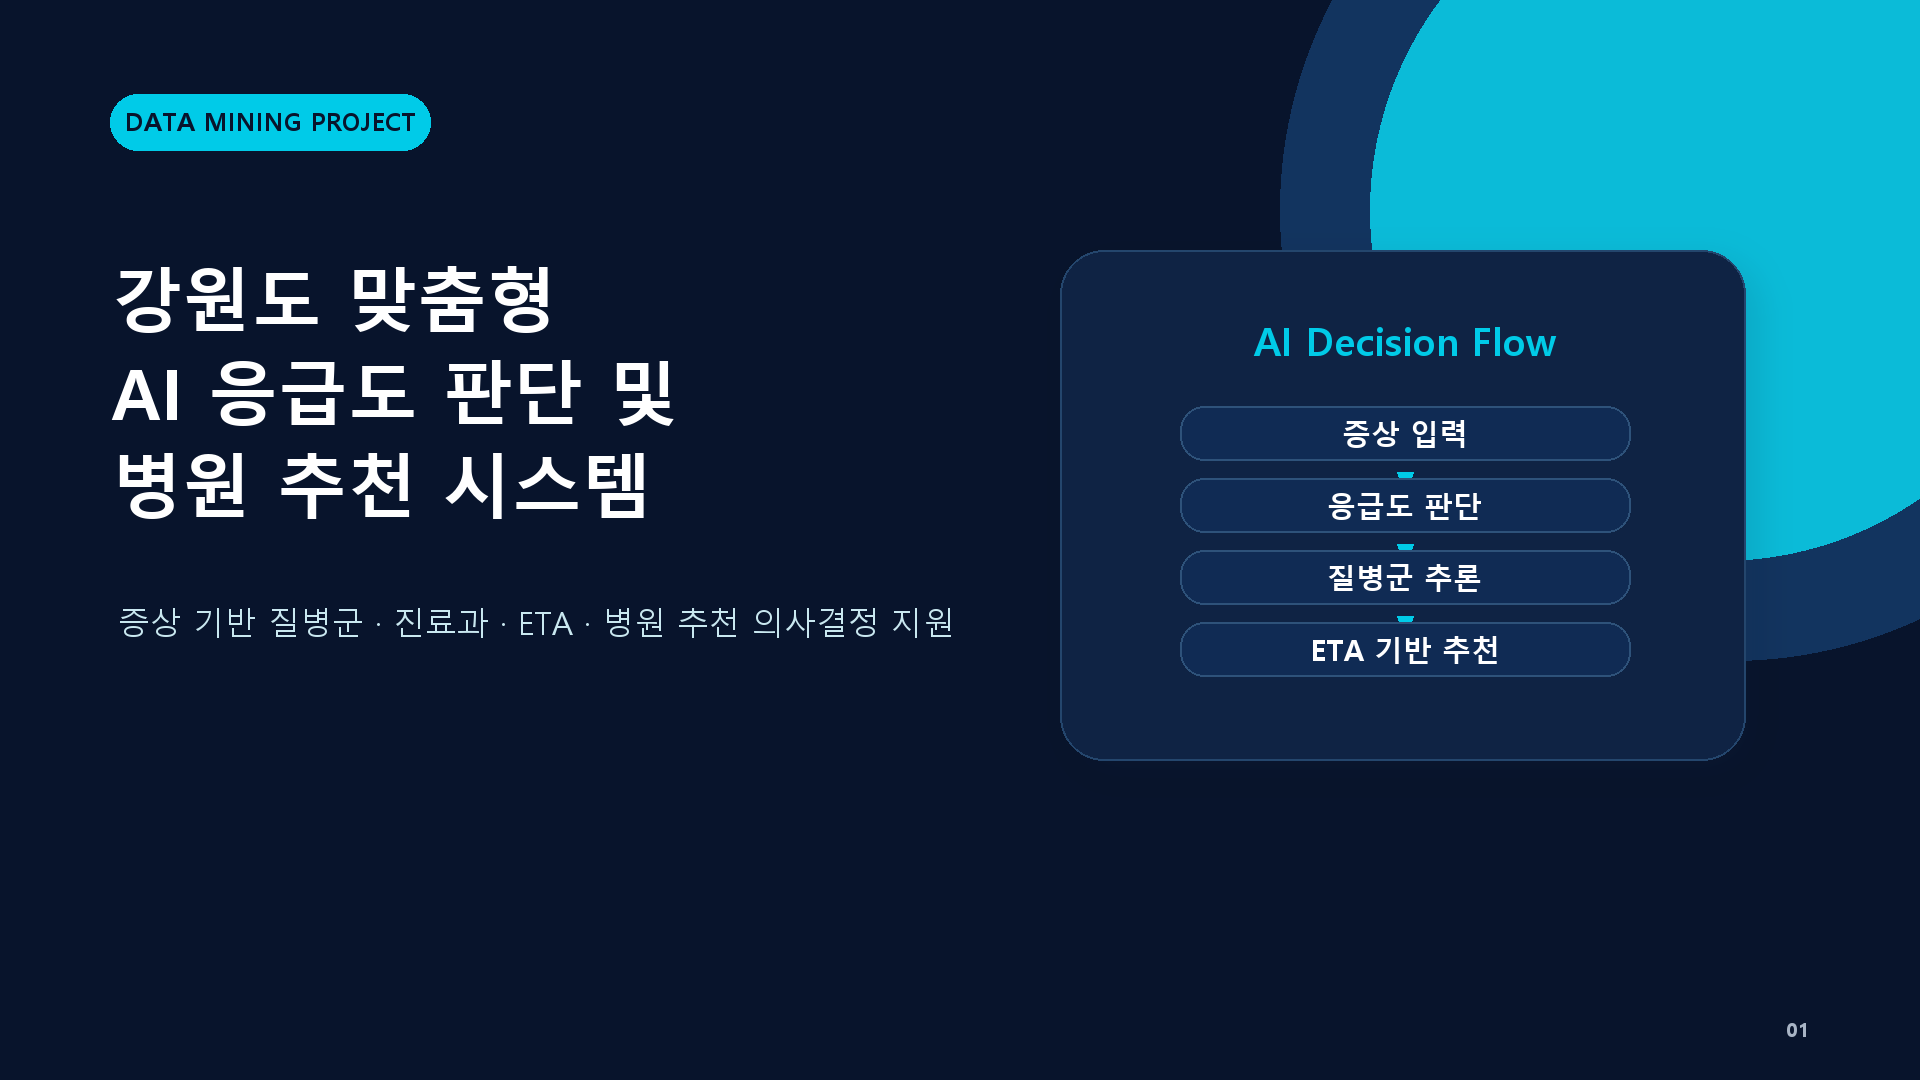 DATA MINING PROJECT
강원도 맞춤형
AI 응급도 판단 및
병원 추천 시스템
증상 기반 질병군 · 진료과 · ETA · 병원 추천 의사결정 지원
AI Decision Flow
증상 입력
응급도 판단
질병군 추론
ETA 기반 추천
01